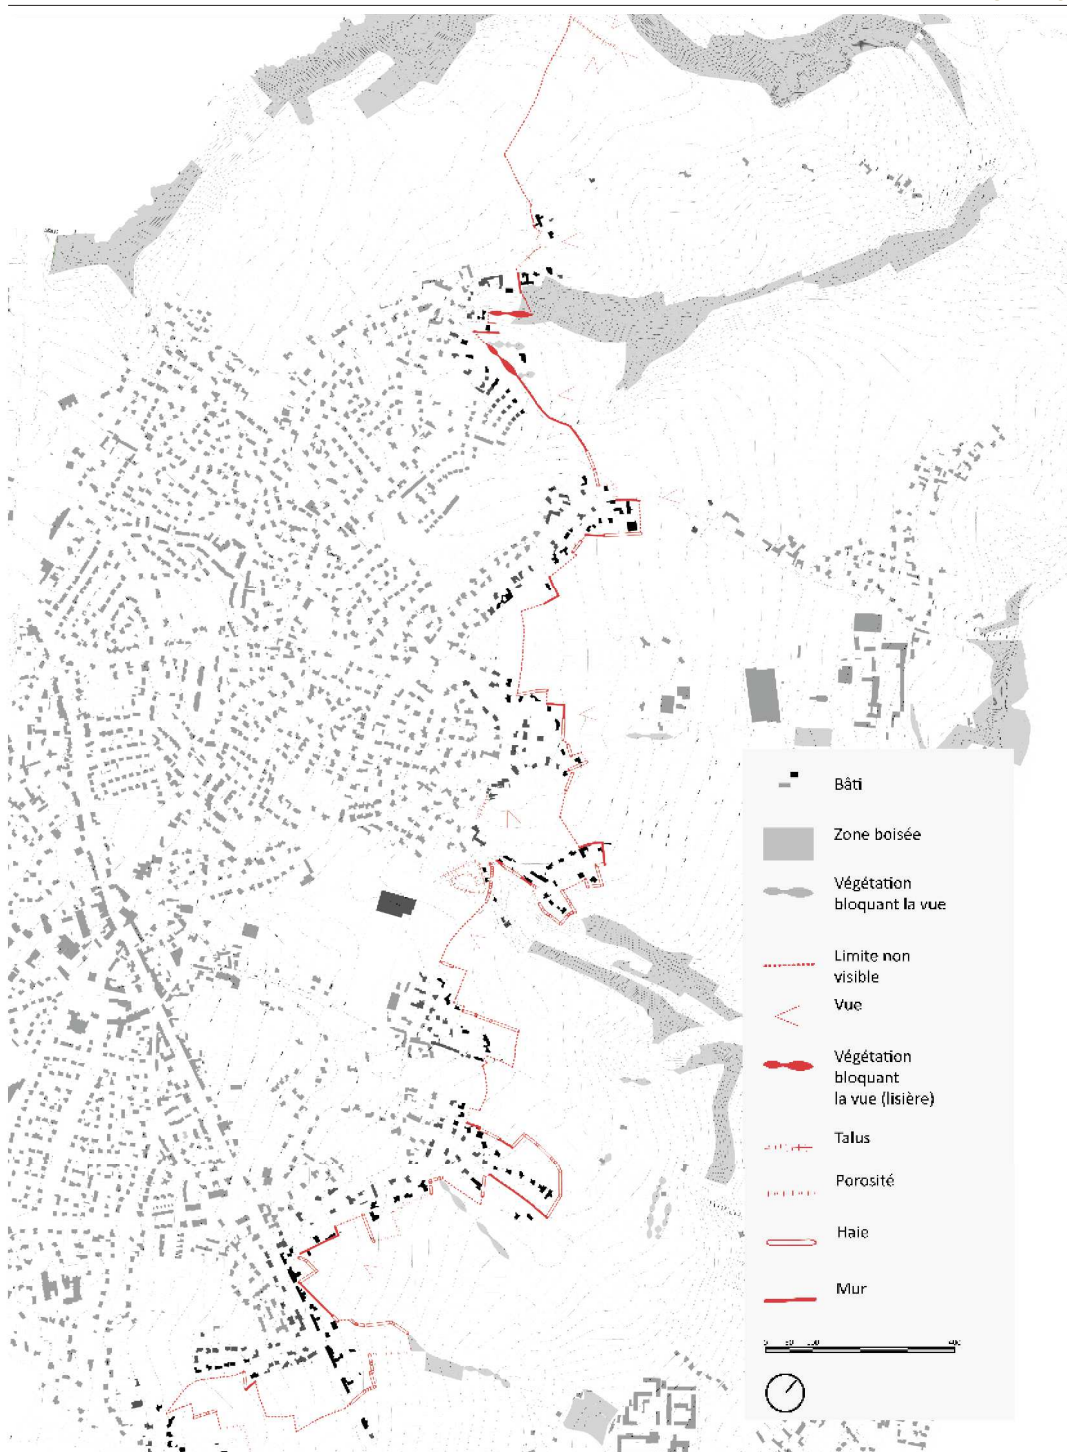 Bâti
Zone boisée
Végétation
bloquant la vue
Limite non
visible
Vue
Végétation
bloquant
la vue (lisière)
Talus
Porosité
Haie
Mur
400